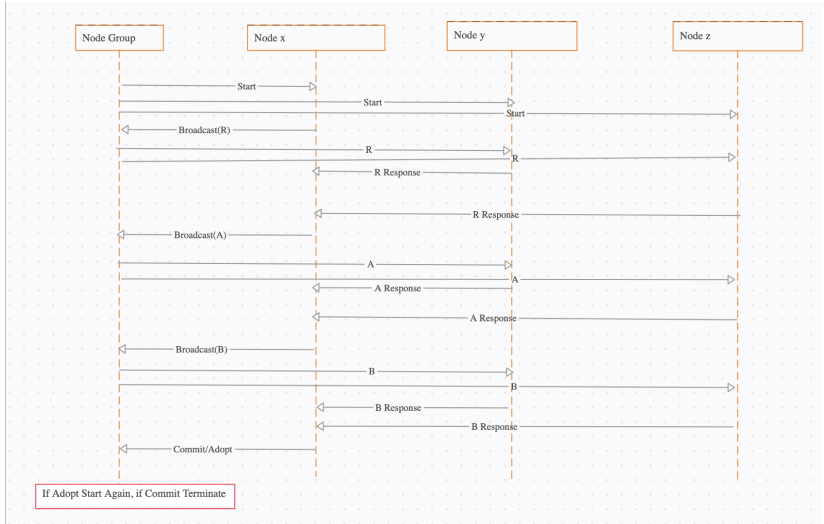 Node Group
Node x
Node y
Node z
Start
Start
Start
Broadcast(R)
R
R
R Response
R Response
Broadcast(A)
A
A
A Response
A Response
Broadcast(B)
B
B
B Response
B Response
Commit/Adopt
If Adopt Start Again, if Commit Terminate